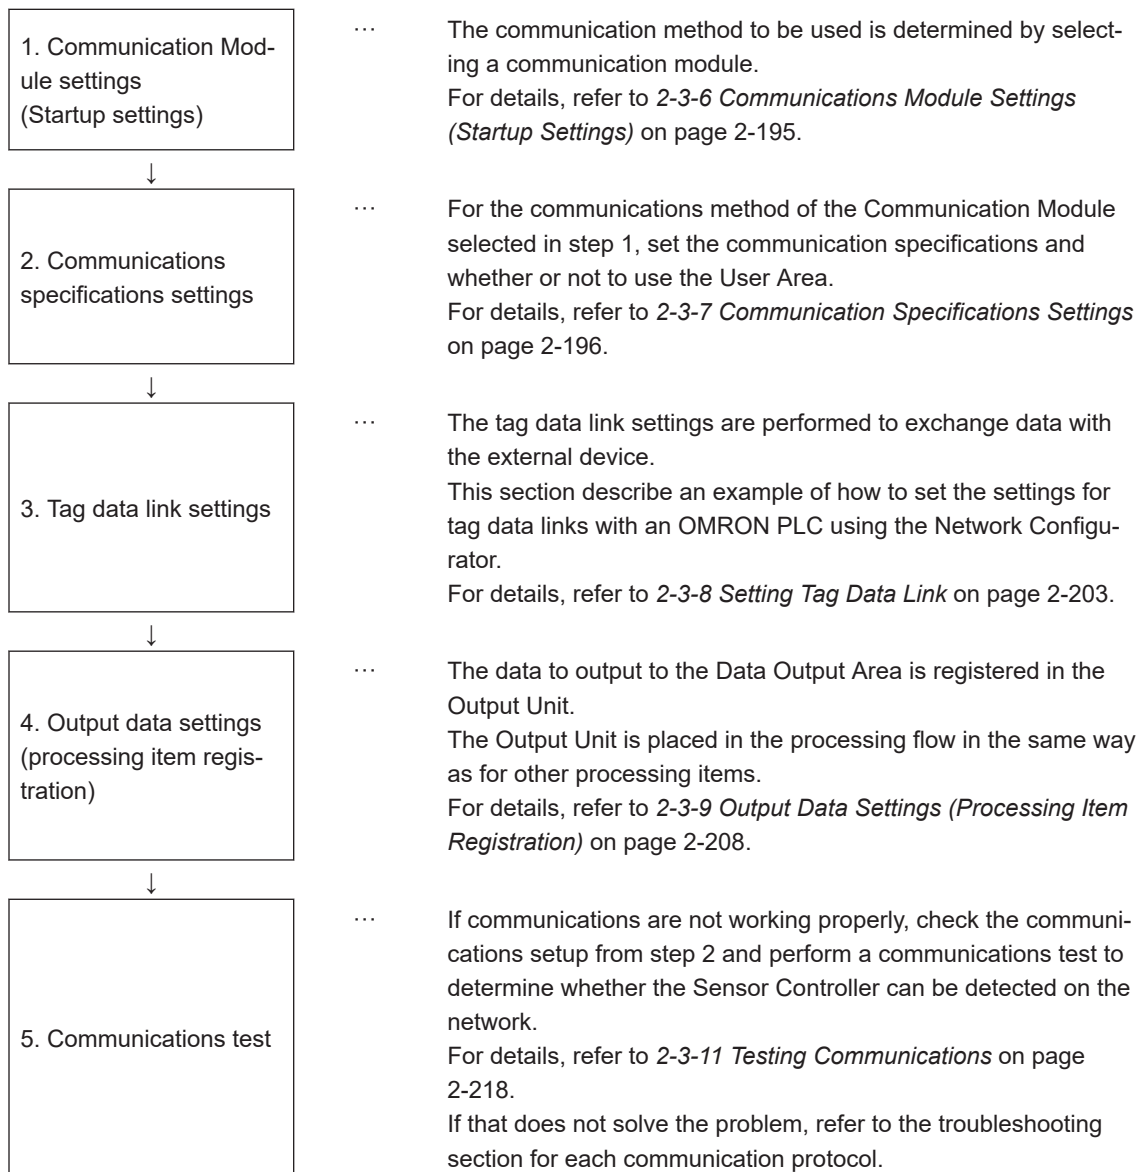 1. Communication Mod-
ule settings
(Startup settings)
… The communication method to be used is determined by select-
ing a communication module.
For details, refer to 2-3-6 Communications Module Settings
(Startup Settings) on page 2-195.
↓
2. Communications
specifications settings
… For the communications method of the Communication Module
selected in step 1, set the communication specifications and
whether or not to use the User Area.
For details, refer to 2-3-7 Communication Specifications Settings
on page 2-196.
↓
3. Tag data link settings
… The tag data link settings are performed to exchange data with
the external device.
This section describe an example of how to set the settings for
tag data links with an OMRON PLC using the Network Configu-
rator.
For details, refer to 2-3-8 Setting Tag Data Link on page 2-203.
↓
4. Output data settings
(processing item regis-
tration)
… The data to output to the Data Output Area is registered in the
Output Unit.
The Output Unit is placed in the processing flow in the same way
as for other processing items.
For details, refer to 2-3-9 Output Data Settings (Processing Item
Registration) on page 2-208.
↓
5. Communications test
… If communications are not working properly, check the communi-
cations setup from step 2 and perform a communications test to
determine whether the Sensor Controller can be detected on the
network.
For details, refer to 2-3-11 Testing Communications on page
2-218.
If that does not solve the problem, refer to the troubleshooting
section for each communication protocol.